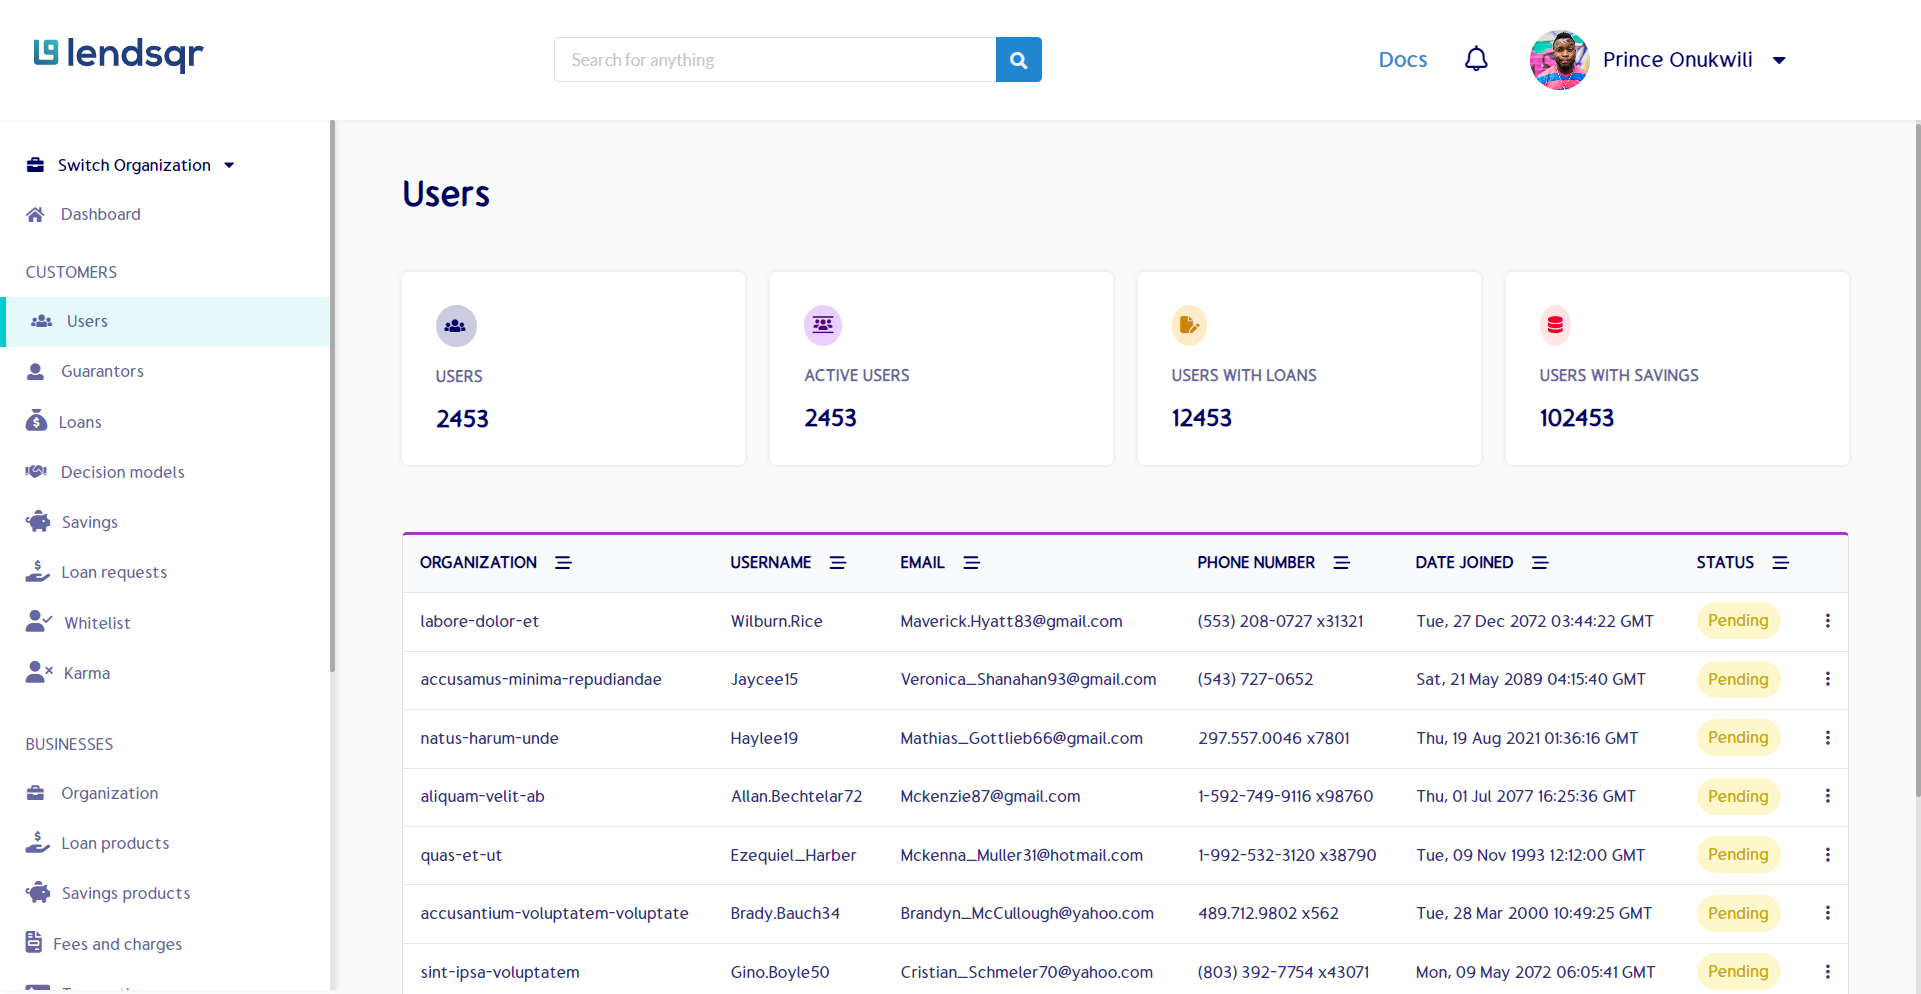 lendsqr
Search for anything
Docs
Prince Onukwili
Switch Organization
Dashboard
CUSTOMERS
Users
Guarantors
Loans
Decision models
Savings
Loan requests
Whitelist
Karma
BUSINESSES
Organization
Loan products
Savings products
Fees and charges
Users
USERS
2453
ACTIVE USERS
2453
USERS WITH LOANS
12453
USERS WITH SAVINGS
102453
ORGANIZATION USERNAME EMAIL PHONE NUMBER DATE JOINED STATUS
labore-dolor-et Wilburn.Rice Maverick.Hyatt83@gmail.com (553) 208-0727 x31321 Tue, 27 Dec 2072 03:44:22 GMT Pending
accusamus-minima-repudiandae Jaycee15 Veronica_Shanahan93@gmail.com (543) 727-0652 Sat, 21 May 2089 04:15:40 GMT Pending
natus-harum-unde Haylee19 Mathias_Gottlieb66@gmail.com 297.557.0046 x7801 Thu, 19 Aug 2021 01:36:16 GMT Pending
aliquam-velit-ab Allan.Bechtelar72 Mckenzie87@gmail.com 1-592-749-9116 x98760 Thu, 01 Jul 2077 16:25:36 GMT Pending
quas-et-ut Ezequiel_Harber Mckenna_Muller31@hotmail.com 1-992-532-3120 x38790 Tue, 09 Nov 1993 12:12:00 GMT Pending
accusantium-voluptatem-voluptate Brady.Bauch34 Brandyn_McCullough@yahoo.com 489.712.9802 x562 Tue, 28 Mar 2000 10:49:25 GMT Pending
sint-ipsa-voluptatem Gino.Boyle50 Cristian_Schmeler70@yahoo.com (803) 392-7754 x43071 Mon, 09 May 2072 06:05:41 GMT Pending